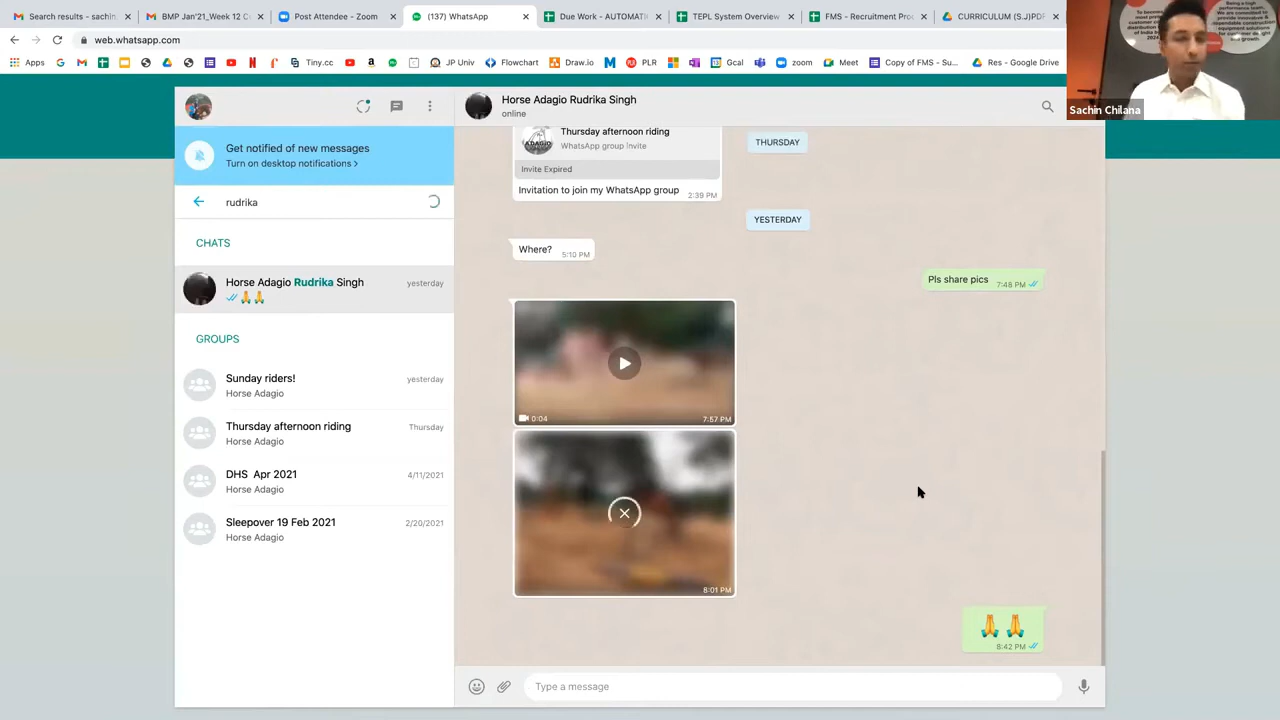 Search results - sachin
BMP Jan'21_Week 12 C
Post Attendee - Zoom
(137) WhatsApp
Due Work - AUTOMATI
TEPL System Overview
FMS - Recruitment Pro
CURRICULUM (S.J)PDF
web.whatsapp.com
Apps
Tiny.cc
JP Univ
Flowchart
Draw.io
PLR
Gcal
zoom
Meet
Copy of FMS - Su
Res - Google Drive
Sachin Chilana
Horse Adagio Rudrika Singh
online
Get notified of new messages
Turn on desktop notifications >
rudrika
CHATS
Horse Adagio Rudrika Singh
yesterday
🙏🙏
GROUPS
Sunday riders!
yesterday
Horse Adagio
Thursday afternoon riding
Thursday
Horse Adagio
DHS Apr 2021
4/11/2021
Horse Adagio
Sleepover 19 Feb 2021
2/20/2021
Horse Adagio
Thursday afternoon riding
WhatsApp group invite
Invite Expired
Invitation to join my WhatsApp group
2:39 PM
THURSDAY
YESTERDAY
Where?
5:10 PM
Pls share pics
7:48 PM
0:04
7:57 PM
8:01 PM
🙏🙏
8:42 PM
Type a message